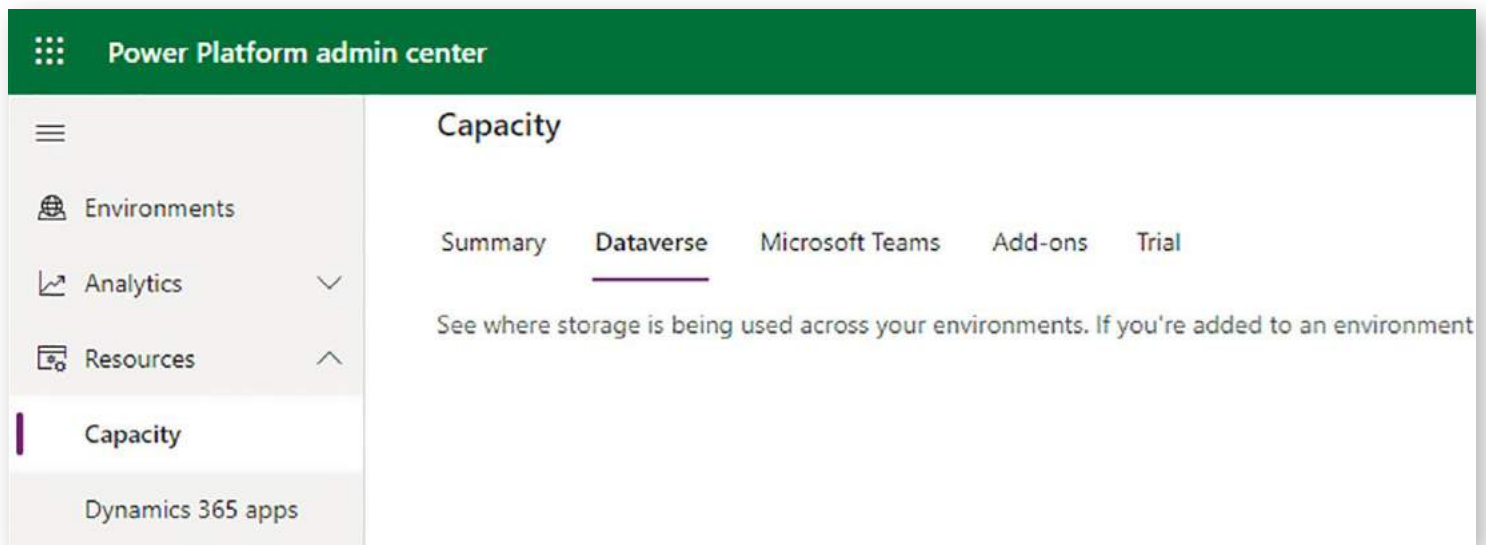 Power Platform admin center
Capacity
Environments
Summary Dataverse Microsoft Teams Add-ons Trial
Analytics
See where storage is being used across your environments. If you're added to an environment
Resources
Capacity
Dynamics 365 apps